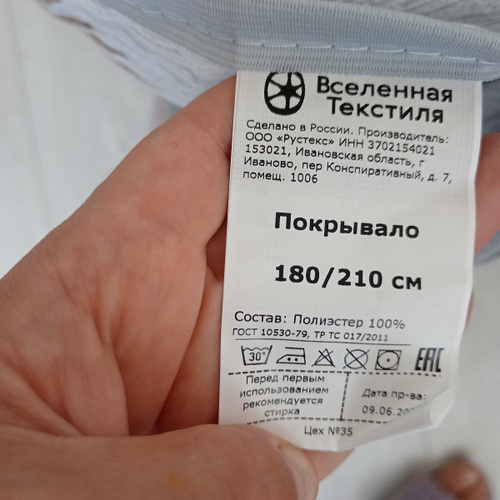 Вселенная
Текстиля
Сделано в России. Производитель:
ООО «Рустекс» ИНН 3702154021
153021, Ивановская область, г
Иваново, пер Конспиративный, д. 7,
помещ. 1006
Покрывало
180/210 см
Состав: Полиэстер 100%
ГОСТ 10530-79, ТР ТС 017/2011
30°
EAC
Перед первым
использованием
рекомендуется
стирка
Дата пр-ва:
09.06.20
Цех №35